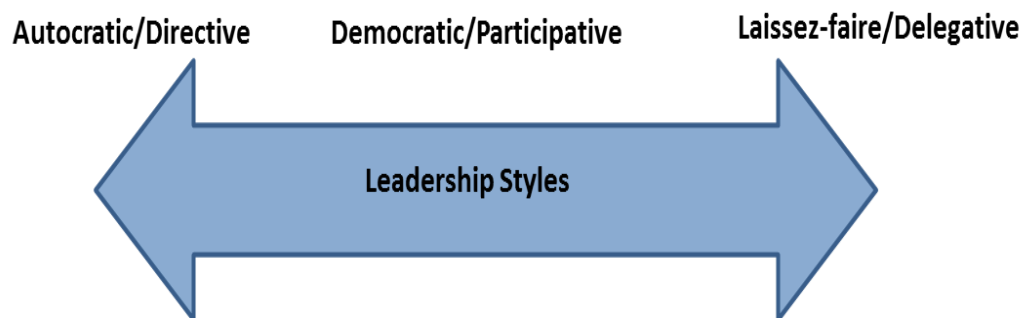 Autocratic/Directive
Democratic/Participative
Laissez-faire/Delegative
Leadership Styles